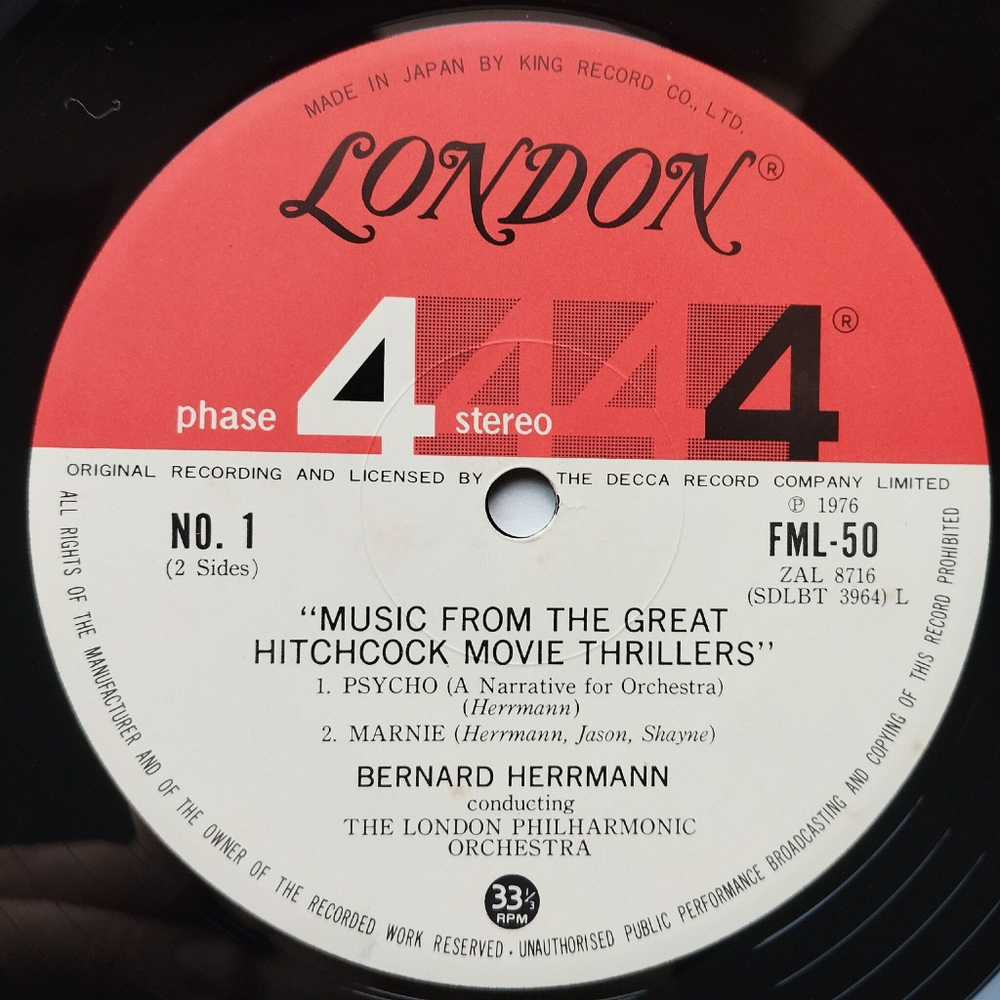 MADE IN JAPAN BY KING RECORD CO., LTD.
LONDON®
phase 4 stereo 4 4 4®
ORIGINAL RECORDING AND LICENSED BY THE DECCA RECORD COMPANY LIMITED
NO. 1
(2 Sides)
℗ 1976
FML-50
ZAL 8716
(SDLBT 3964) L
“MUSIC FROM THE GREAT
HITCHCOCK MOVIE THRILLERS”
1. PSYCHO (A Narrative for Orchestra)
(Herrmann)
2. MARNIE (Herrmann, Jason, Shayne)
BERNARD HERRMANN
conducting
THE LONDON PHILHARMONIC
ORCHESTRA
33⅓
RPM
ALL RIGHTS OF THE MANUFACTURER AND OF THE OWNER OF THE RECORDED WORK RESERVED · UNAUTHORISED PUBLIC PERFORMANCE BROADCASTING AND COPYING OF THIS RECORD PROHIBITED